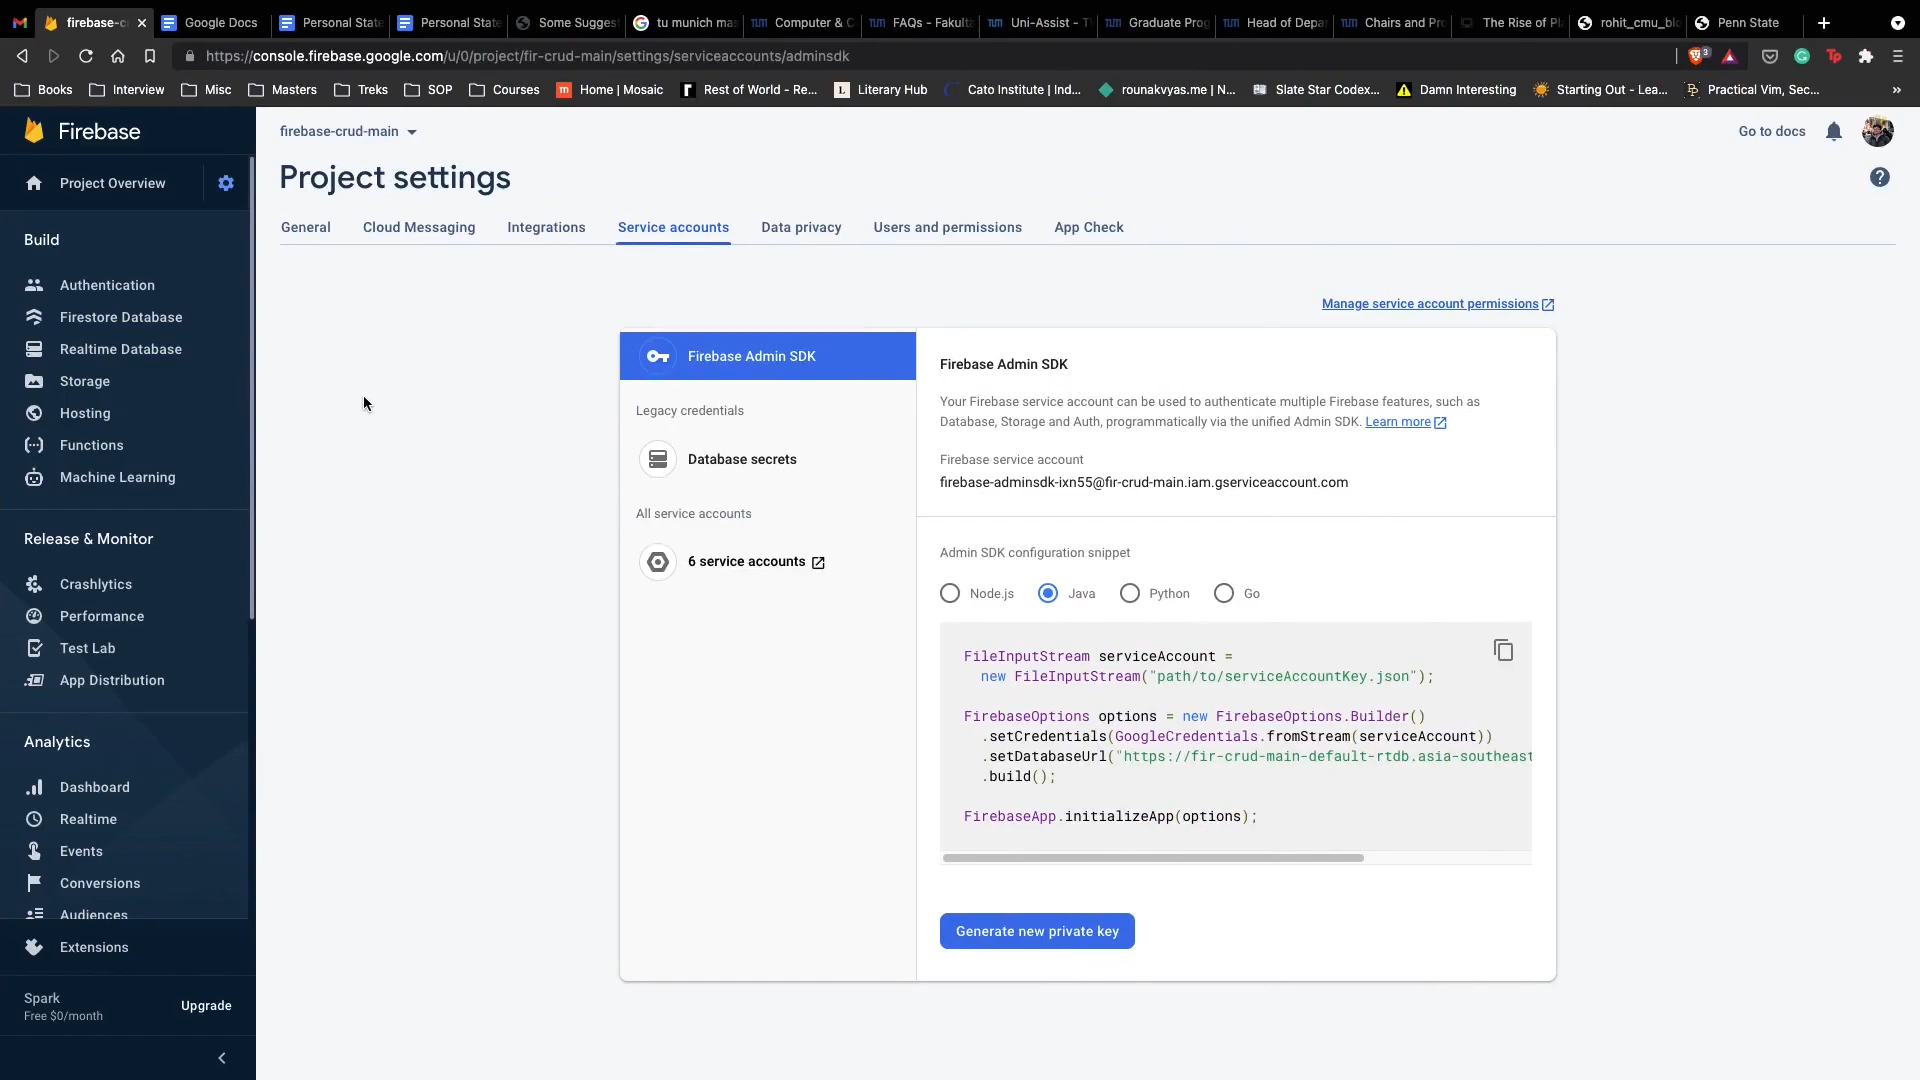 firebase-c
Google Docs
Personal State
Personal State
Some Suggest
tu munich mas
Computer & C
FAQs - Fakult
Uni-Assist - T
Graduate Prog
Head of Depar
Chairs and Pro
The Rise of Pl
rohit_cmu_blo
Penn State
https://console.firebase.google.com/u/0/project/fir-crud-main/settings/serviceaccounts/adminsdk
3
Tp
Books
Interview
Misc
Masters
Treks
SOP
Courses
Home | Mosaic
Rest of World - Re...
Literary Hub
Cato Institute | Ind...
rounakvyas.me | N...
Slate Star Codex...
Damn Interesting
Starting Out - Lea...
Practical Vim, Sec...
»
Firebase
Project Overview
Build
Authentication
Firestore Database
Realtime Database
Storage
Hosting
Functions
Machine Learning
Release & Monitor
Crashlytics
Performance
Test Lab
App Distribution
Analytics
Dashboard
Realtime
Events
Conversions
Audiences
Extensions
Spark
Free $0/month
Upgrade
firebase-crud-main
Go to docs
Project settings
?
General
Cloud Messaging
Integrations
Service accounts
Data privacy
Users and permissions
App Check
Manage service account permissions
Firebase Admin SDK
Legacy credentials
Database secrets
All service accounts
6 service accounts
Firebase Admin SDK
Your Firebase service account can be used to authenticate multiple Firebase features, such as
Database, Storage and Auth, programmatically via the unified Admin SDK. Learn more
Firebase service account
firebase-adminsdk-ixn55@fir-crud-main.iam.gserviceaccount.com
Admin SDK configuration snippet
Node.js
Java
Python
Go
FileInputStream serviceAccount =
new FileInputStream("path/to/serviceAccountKey.json");
FirebaseOptions options = new FirebaseOptions.Builder()
.setCredentials(GoogleCredentials.fromStream(serviceAccount))
.setDatabaseUrl("https://fir-crud-main-default-rtdb.asia-southeast
.build();
FirebaseApp.initializeApp(options);
Generate new private key